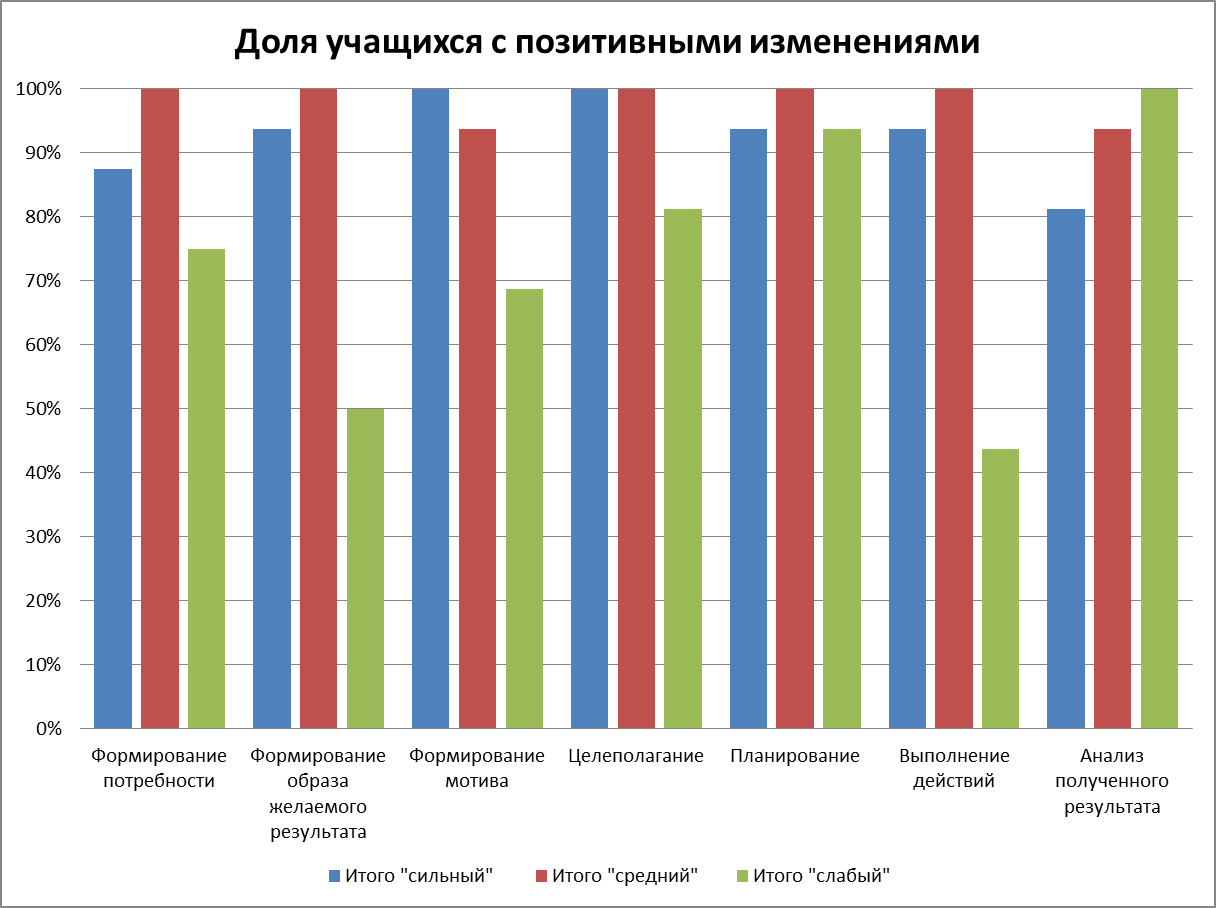 Доля учащихся с позитивными изменениями
100%
90%
80%
70%
60%
50%
40%
30%
20%
10%
0%
Формирование
потребности
Формирование
образа
желаемого
результата
Формирование
мотива
Целеполагание
Планирование
Выполнение
действий
Анализ
полученного
результата
Итого "сильный"
Итого "средний"
Итого "слабый"